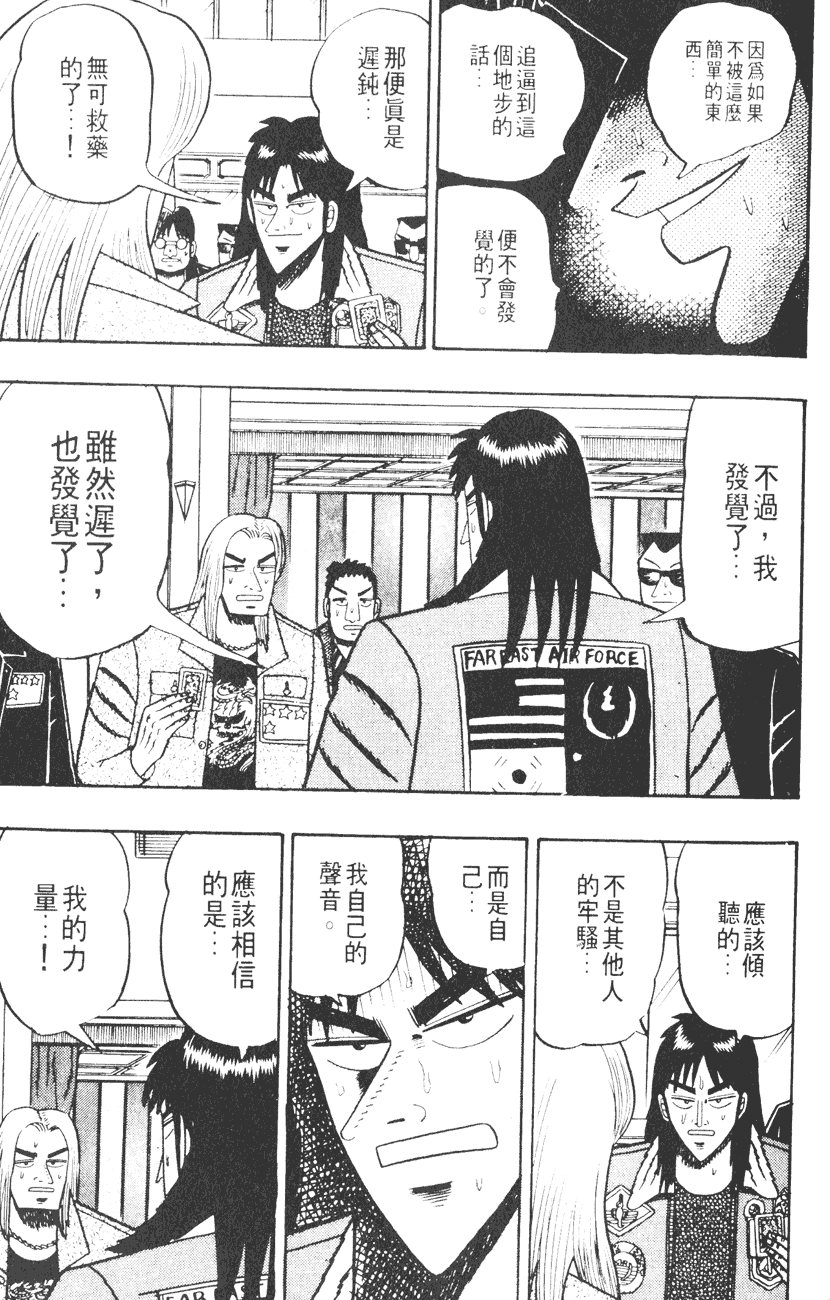 因爲如果
不被這麼
簡單的東
西…
追逼到這
個地步的
話…
便不會發
覺的了。
那便眞是
遲鈍…
無可救藥
的了…！
不過，我
發覺了…
雖然遲了，
也發覺了…
FAR EAST AIR FORCE
應該傾
聽的…
不是其他人
的牢騷…
而是自
己…
我自己的
聲音。
應該相信
的是…
我的力
量…！
FAR EAST